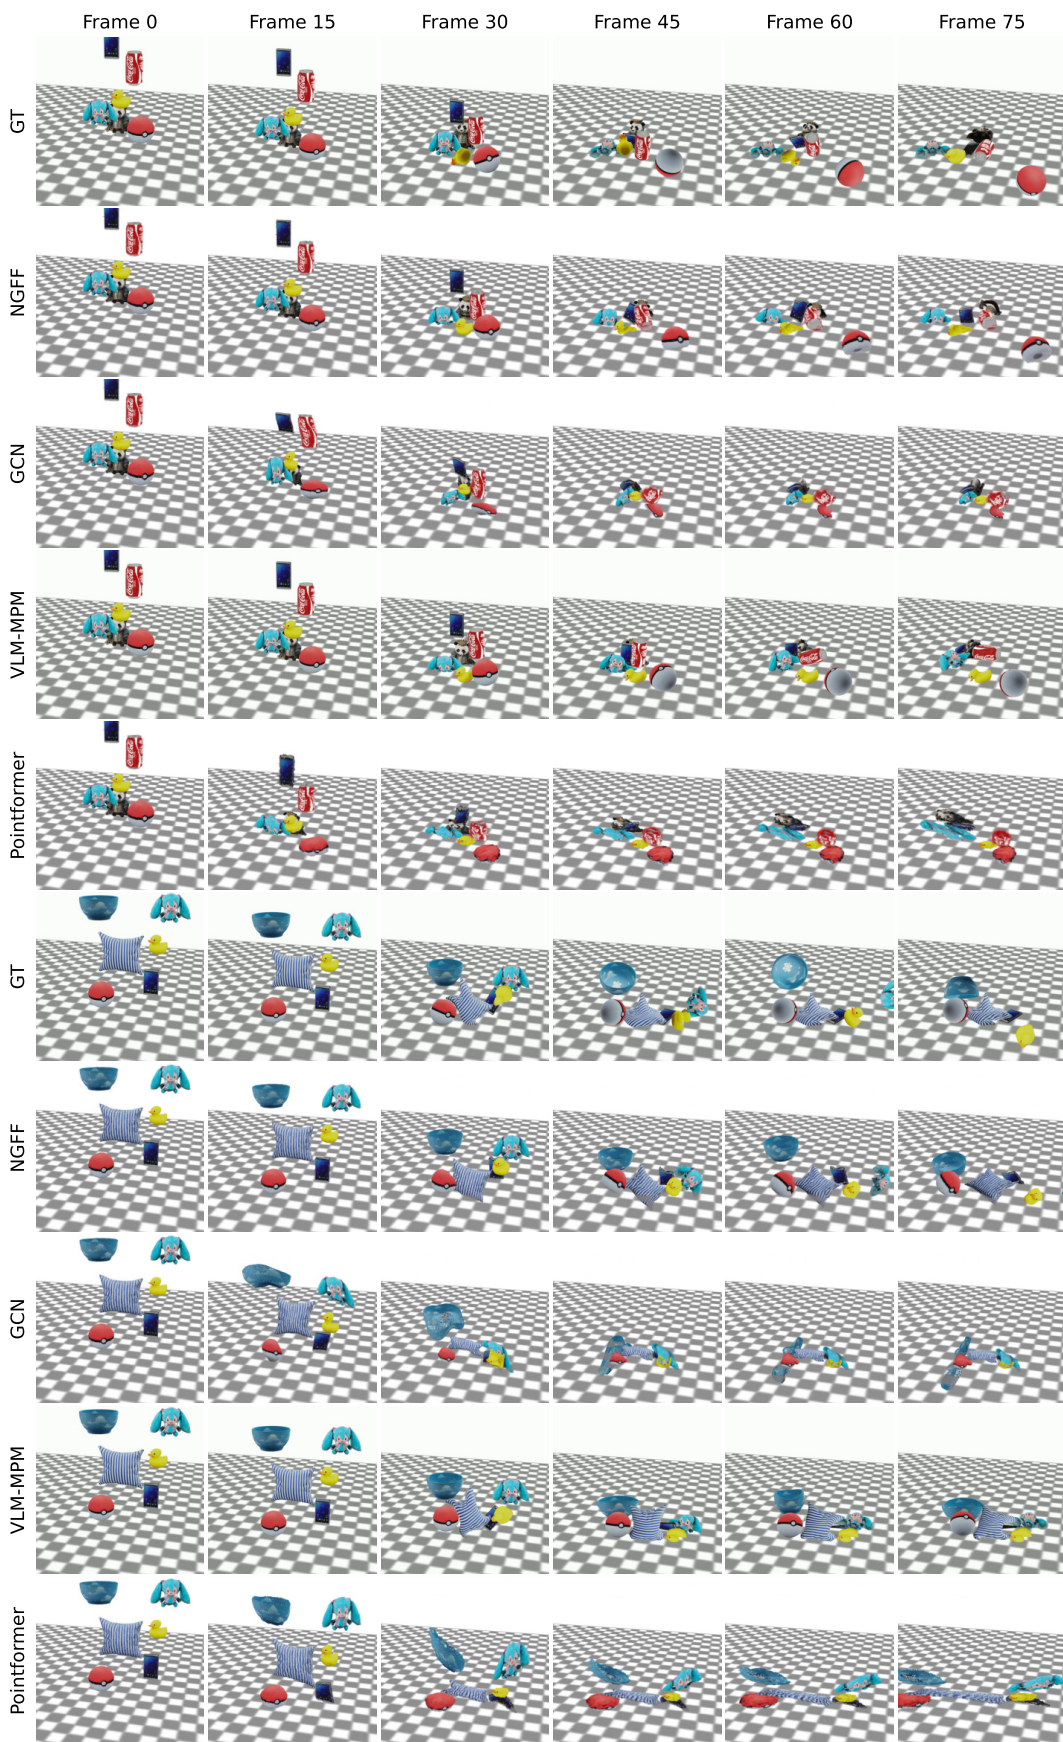 Frame 0 Frame 15 Frame 30 Frame 45 Frame 60 Frame 75
GT
NGFF
GCN
VLM-MPM
Pointformer
GT
NGFF
GCN
VLM-MPM
Pointformer